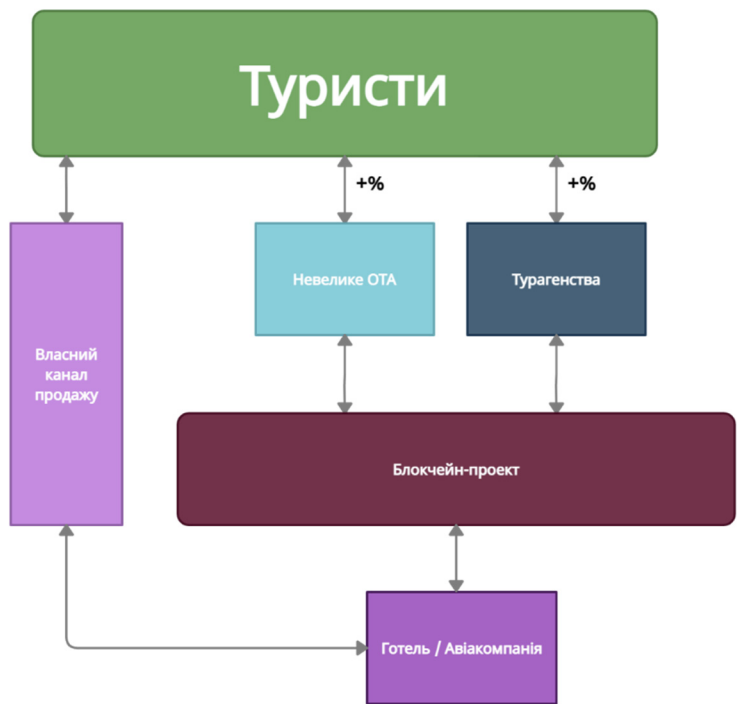 Туристи
+%
+%
Невелике ОТА
Турагенства
Власний
канал
продажу
Блокчейн-проект
Готель / Авіакомпанія